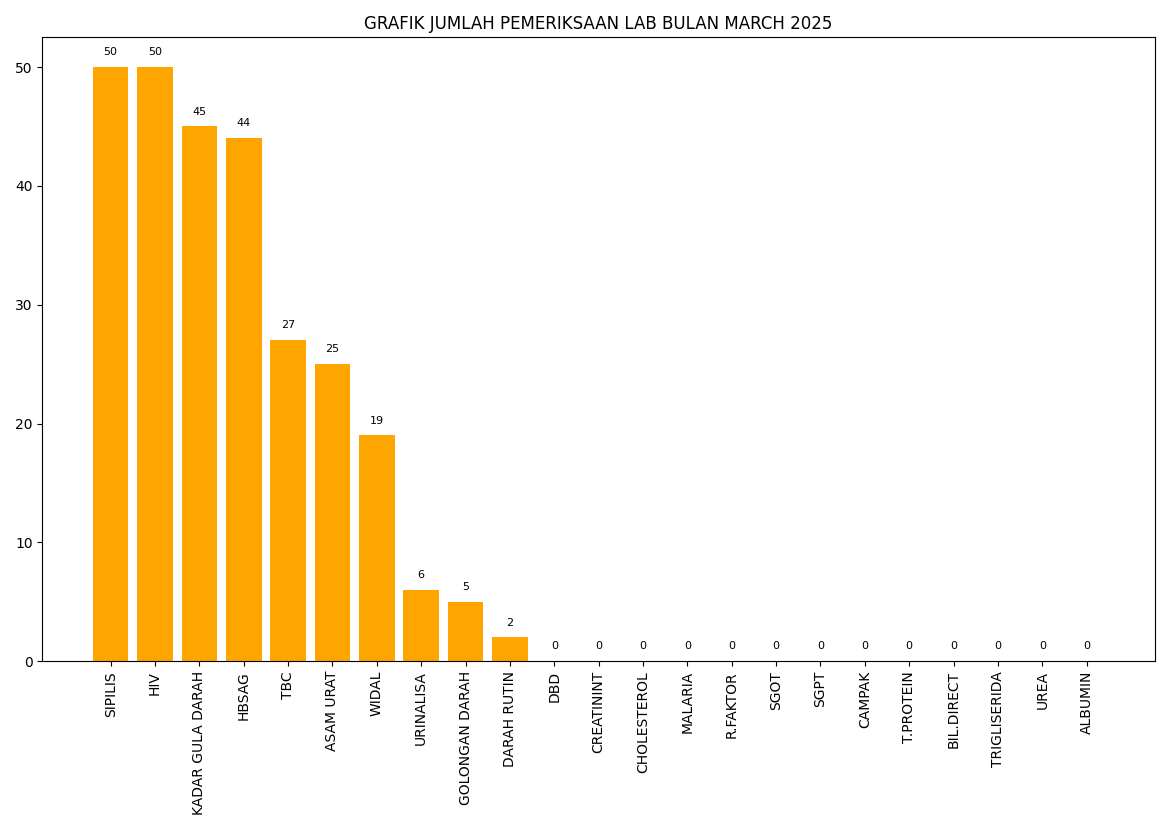 GRAFIK JUMLAH PEMERIKSAAN LAB BULAN MARCH 2025
50
40
30
20
10
0
50
50
45
44
27
25
19
6
5
2
0
0
0
0
0
0
0
0
0
0
0
0
0
SIPILIS
HIV
KADAR GULA DARAH
HBSAG
TBC
ASAM URAT
WIDAL
URINALISA
GOLONGAN DARAH
DARAH RUTIN
DBD
CREATININT
CHOLESTEROL
MALARIA
R.FAKTOR
SGOT
SGPT
CAMPAK
T.PROTEIN
BIL.DIRECT
TRIGLISERIDA
UREA
ALBUMIN